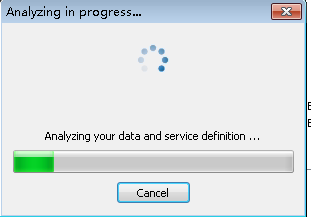 Analyzing in progress...
Analyzing your data and service definition ...
Cancel